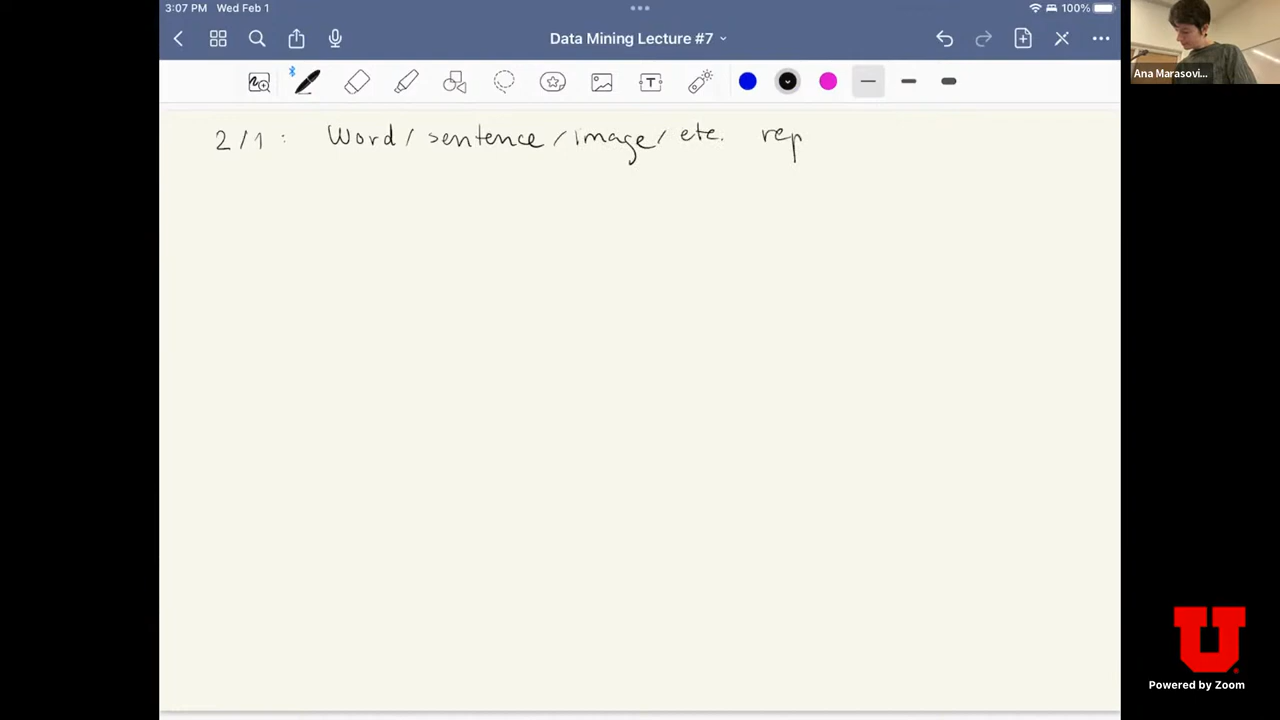 3:07 PM Wed Feb 1
100%
Data Mining Lecture #7
T
Ana Marasovi...
2/1: Word/sentence/image/etc. rep
U
Powered by Zoom